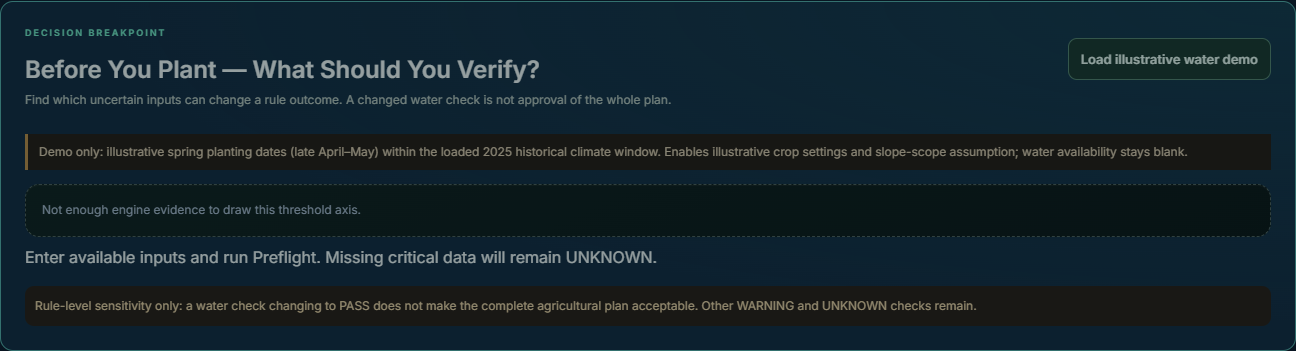 DECISION BREAKPOINT
Before You Plant — What Should You Verify?
Load illustrative water demo
Find which uncertain inputs can change a rule outcome. A changed water check is not approval of the whole plan.
Demo only: illustrative spring planting dates (late April–May) within the loaded 2025 historical climate window. Enables illustrative crop settings and slope-scope assumption; water availability stays blank.
Not enough engine evidence to draw this threshold axis.
Enter available inputs and run Preflight. Missing critical data will remain UNKNOWN.
Rule-level sensitivity only: a water check changing to PASS does not make the complete agricultural plan acceptable. Other WARNING and UNKNOWN checks remain.